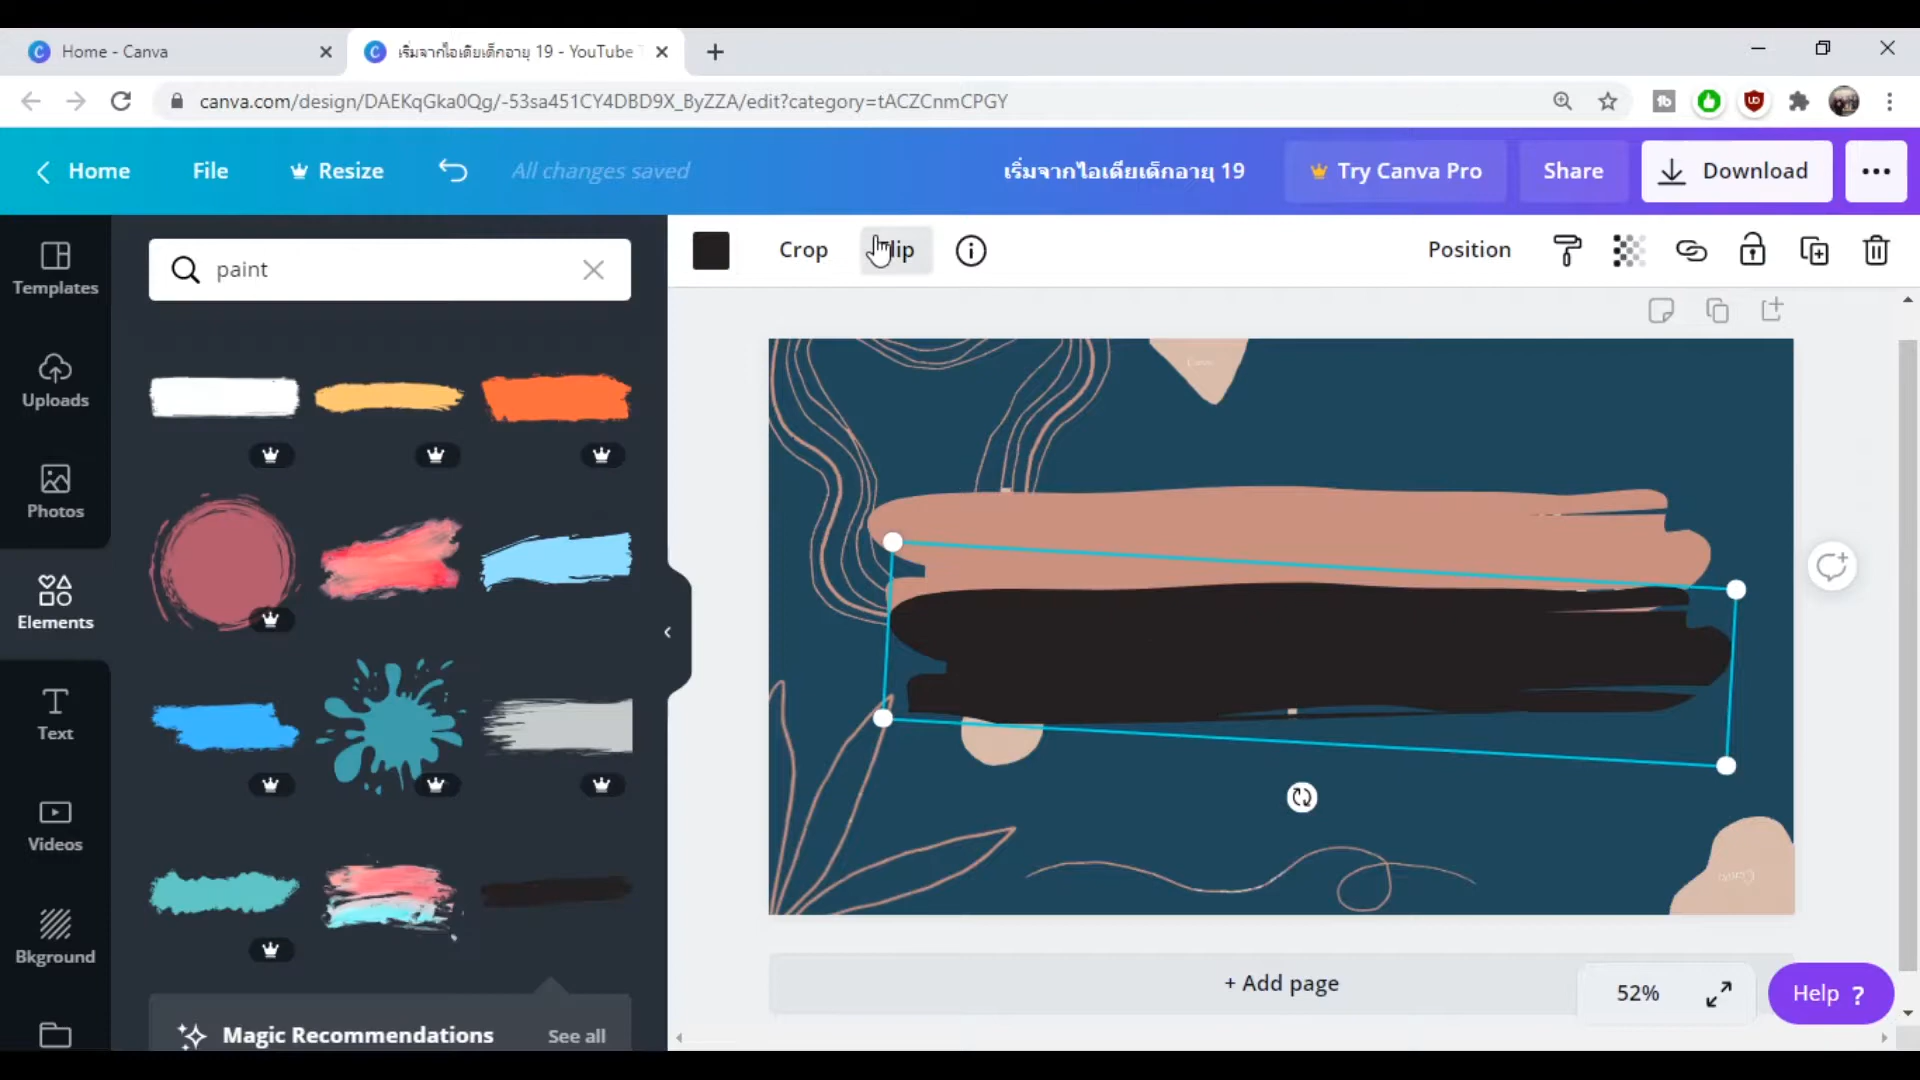 Home - Canva
เริ่มจากไอเดียเด็กอายุ 19 - YouTube T
canva.com/design/DAEKqGka0Qg/-53sa451CY4DBD9X_ByZZA/edit?category=tACZCnmCPGY
Home
File
Resize
All changes saved
เริ่มจากไอเดียเด็กอายุ 19
Try Canva Pro
Share
Download
paint
Crop
Flip
Position
Templates
Uploads
Photos
Elements
Text
Videos
Bkground
Magic Recommendations
See all
Canva
Canva
+ Add page
52%
Help ?